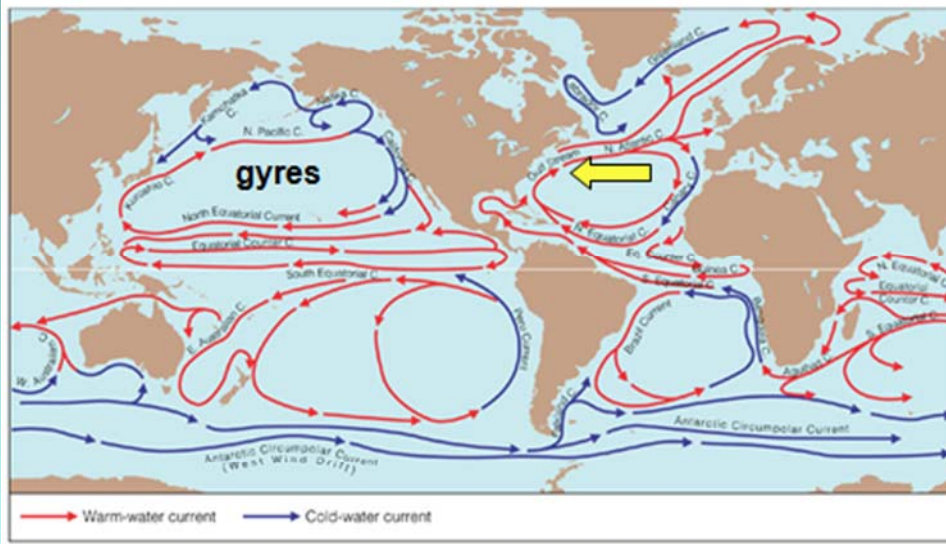 Greenland C.
Labrador C.
Alaska C.
Kamchatka
C.
N. Pacific C.
N. Atlantic C.
Gulf Stream
California C.
gyres
Kuroshio C.
Canary C.
North Equatorial Current
N. Equatorial C.
Equatorial Counter C.
Eq. Counter C.
Guinea C.
South Equatorial C.
S. Equatorial C.
N. Equatorial C.
Equatorial
Counter C.
S. Equatorial C.
E. Australian C.
W. Australian
C.
Peru Current
Brazil Current
Benguela C.
Agulhas C.
Falkland C.
Antarctic Circumpolar Current
(West Wind Drift)
Antarctic Circumpolar Current
Warm-water current
Cold-water current